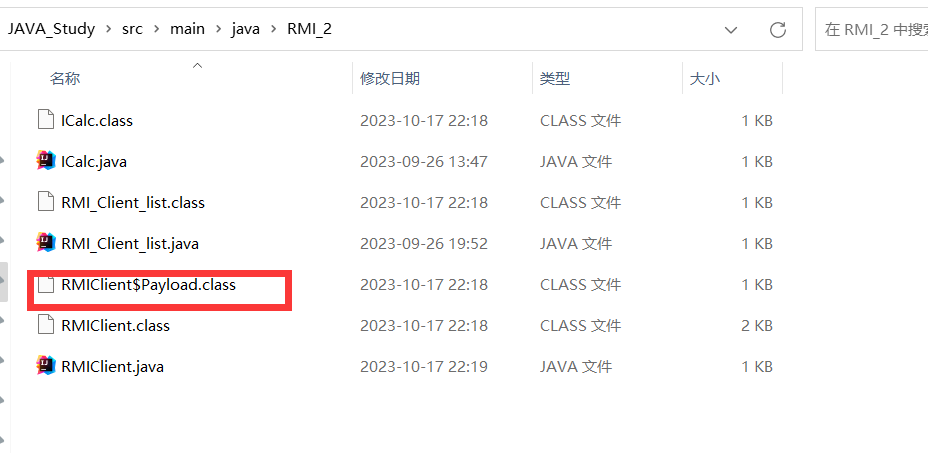 JAVA_Study > src > main > java > RMI_2
在 RMI_2 中搜索
名称 修改日期 类型 大小
ICalc.class 2023-10-17 22:18 CLASS 文件 1 KB
ICalc.java 2023-09-26 13:47 JAVA 文件 1 KB
RMI_Client_list.class 2023-10-17 22:18 CLASS 文件 1 KB
RMI_Client_list.java 2023-09-26 19:52 JAVA 文件 1 KB
RMIClient$Payload.class 2023-10-17 22:18 CLASS 文件 1 KB
RMIClient.class 2023-10-17 22:18 CLASS 文件 2 KB
RMIClient.java 2023-10-17 22:19 JAVA 文件 1 KB